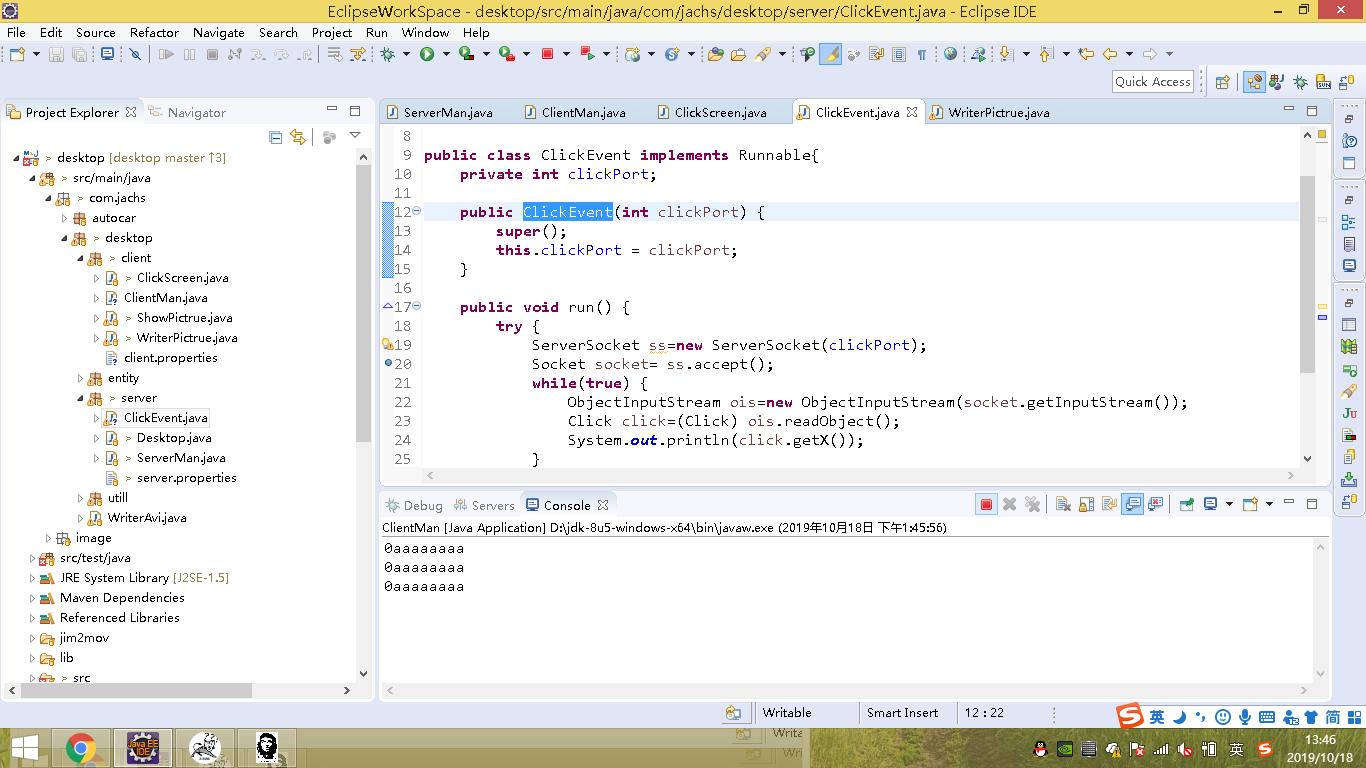 EclipseWorkSpace - desktop/src/main/java/com/jachs/desktop/server/ClickEvent.java - Eclipse IDE
File Edit Source Refactor Navigate Search Project Run Window Help
Quick Access
Project Explorer Navigator
> desktop [desktop master ↑3]
> src/main/java
> com.jachs
autocar
> desktop
> client
> ClickScreen.java
ClientMan.java
> ShowPictrue.java
> WriterPictrue.java
client.properties
entity
> server
ClickEvent.java
> Desktop.java
> ServerMan.java
> server.properties
utill
> WriterAvi.java
image
src/test/java
JRE System Library [J2SE-1.5]
Maven Dependencies
Referenced Libraries
jim2mov
lib
> src
ServerMan.java ClientMan.java ClickScreen.java ClickEvent.java WriterPictrue.java
8
9 public class ClickEvent implements Runnable{
10 private int clickPort;
11
12 public ClickEvent(int clickPort) {
13 super();
14 this.clickPort = clickPort;
15 }
16
17 public void run() {
18 try {
19 ServerSocket ss=new ServerSocket(clickPort);
20 Socket socket= ss.accept();
21 while(true) {
22 ObjectInputStream ois=new ObjectInputStream(socket.getInputStream());
23 Click click=(Click) ois.readObject();
24 System.out.println(click.getX());
25 }
Debug Servers Console
ClientMan [Java Application] D:\jdk-8u5-windows-x64\bin\javaw.exe (2019年10月18日 下午1:45:56)
0aaaaaaaa
0aaaaaaaa
0aaaaaaaa
Writable Smart Insert 12 : 22
英 简
Java EE IDE
英
13:46
2019/10/18